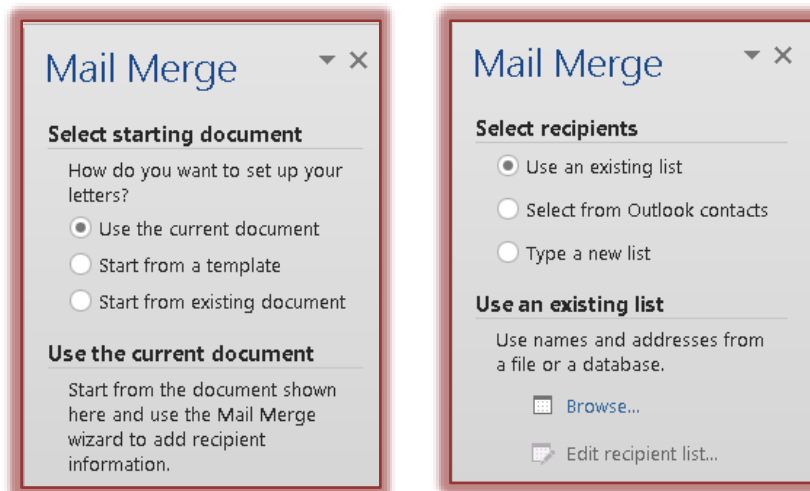 Mail Merge
Select starting document
How do you want to set up your
letters?
Use the current document
Start from a template
Start from existing document
Use the current document
Start from the document shown
here and use the Mail Merge
wizard to add recipient
information.
Mail Merge
Select recipients
Use an existing list
Select from Outlook contacts
Type a new list
Use an existing list
Use names and addresses from
a file or a database.
Browse...
Edit recipient list...